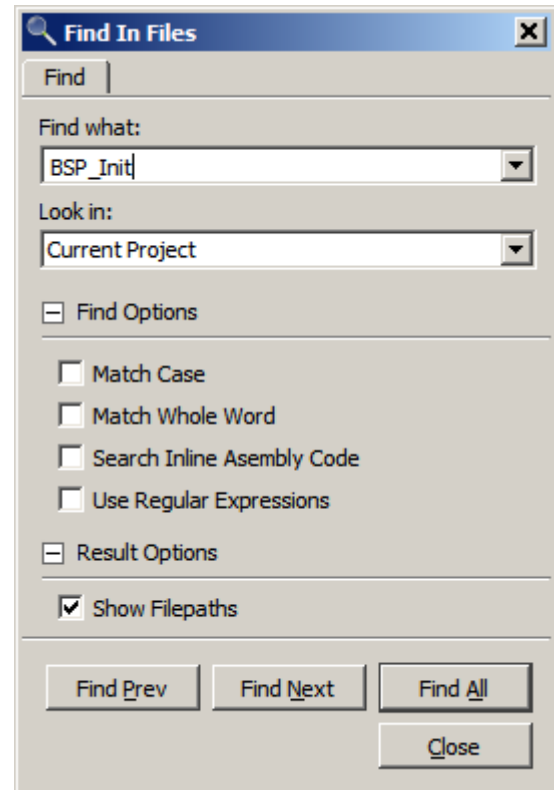 Find In Files
Find
Find what:
BSP_Init
Look in:
Current Project
Find Options
Match Case
Match Whole Word
Search Inline Asembly Code
Use Regular Expressions
Result Options
Show Filepaths
Find Prev Find Next Find All
Close